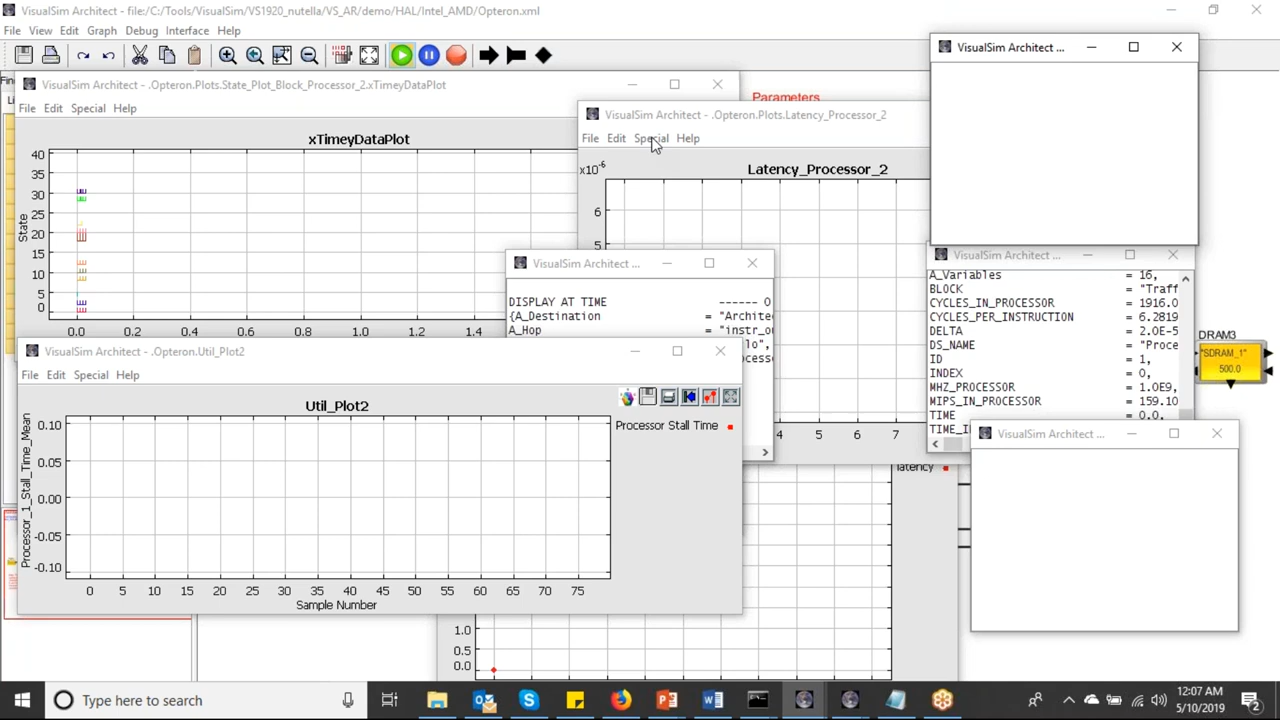 VisualSim Architect - file:/C:/Tools/VisualSim/VS1920_nutella/VS_AR/demo/HAL/Intel_AMD/Opteron.xml
File View Edit Graph Debug Interface Help
VisualSim Architect ...
VisualSim Architect - .Opteron.Plots.State_Plot_Block_Processor_2.xTimeyDataPlot
File Edit Special Help
Parameters
VisualSim Architect - .Opteron.Plots.Latency_Processor_2
File Edit Special Help
xTimeyDataPlot
State
40
35
30
25
20
15
10
5
0
0.0 0.2 0.4 0.6 0.8 1.0 1.2 1.4
Latency_Processor_2
x10^-6
6
5
4 5 6 7
VisualSim Architect ...
DISPLAY AT TIME ------ 0
{A_Destination = "Archite
A_Hop = "instr_o
VisualSim Architect ...
A_Variables = 16,
BLOCK = "Traff
CYCLES_IN_PROCESSOR = 1916.0
CYCLES_PER_INSTRUCTION = 6.2819
DELTA = 2.0E-5
DS_NAME = "Proce
ID = 1,
INDEX = 0,
MHZ_PROCESSOR = 1.0E9,
MIPS_IN_PROCESSOR = 159.10
TIME = 0.0,
DRAM3
"SDRAM_1"
500.0
VisualSim Architect - .Opteron.Util_Plot2
File Edit Special Help
Util_Plot2
Processor_1_Stall_Time_Mean
0.10
0.05
0.00
-0.05
-0.10
0 5 10 15 20 25 30 35 40 45 50 55 60 65 70 75
Sample Number
Processor Stall Time
VisualSim Architect ...
latency
1.0
0.5
0.0
Type here to search
12:07 AM
5/10/2019
2